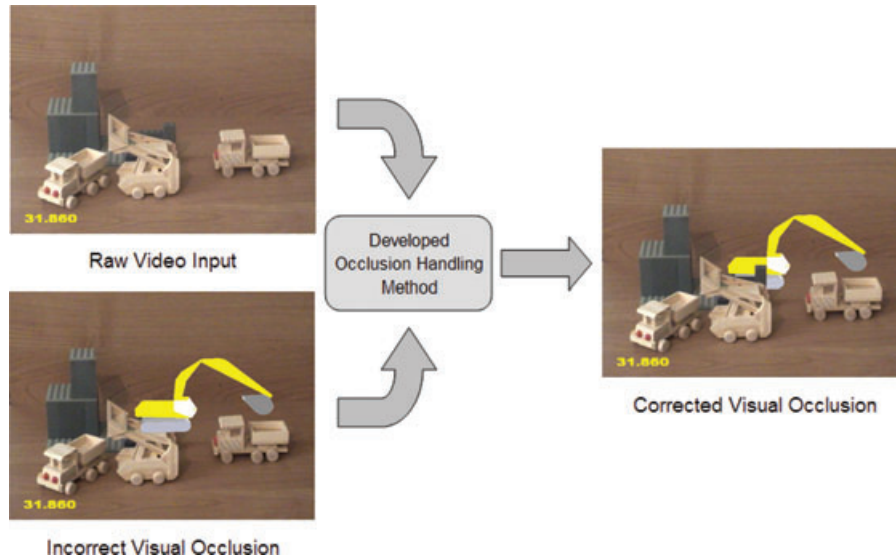 31.860
Raw Video Input
Developed
Occlusion Handling
Method
31.860
Incorrect Visual Occlusion
31.860
Corrected Visual Occlusion